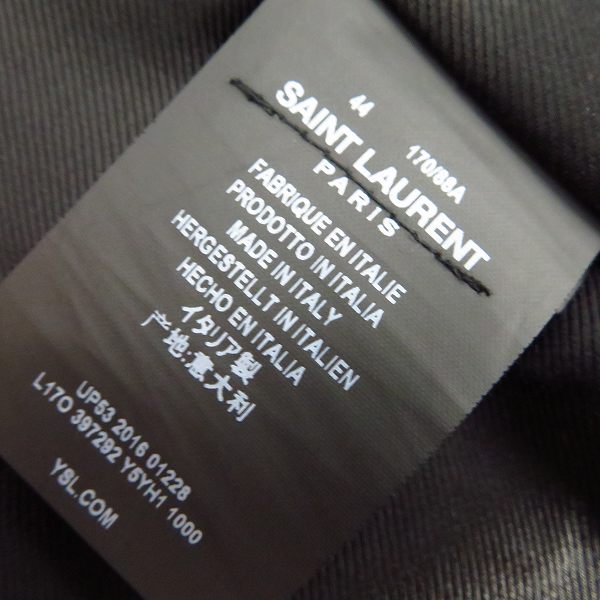 44 170/88A
SAINT LAURENT
PARIS
FABRIQUE EN ITALIE
PRODOTTO IN ITALIA
MADE IN ITALY
HERGESTELLT IN ITALIEN
HECHO EN ITALIA
イタリア製
产地:意大利
UP53 2016 01228
L17O 397292 Y5YH1 1000
YSL.COM